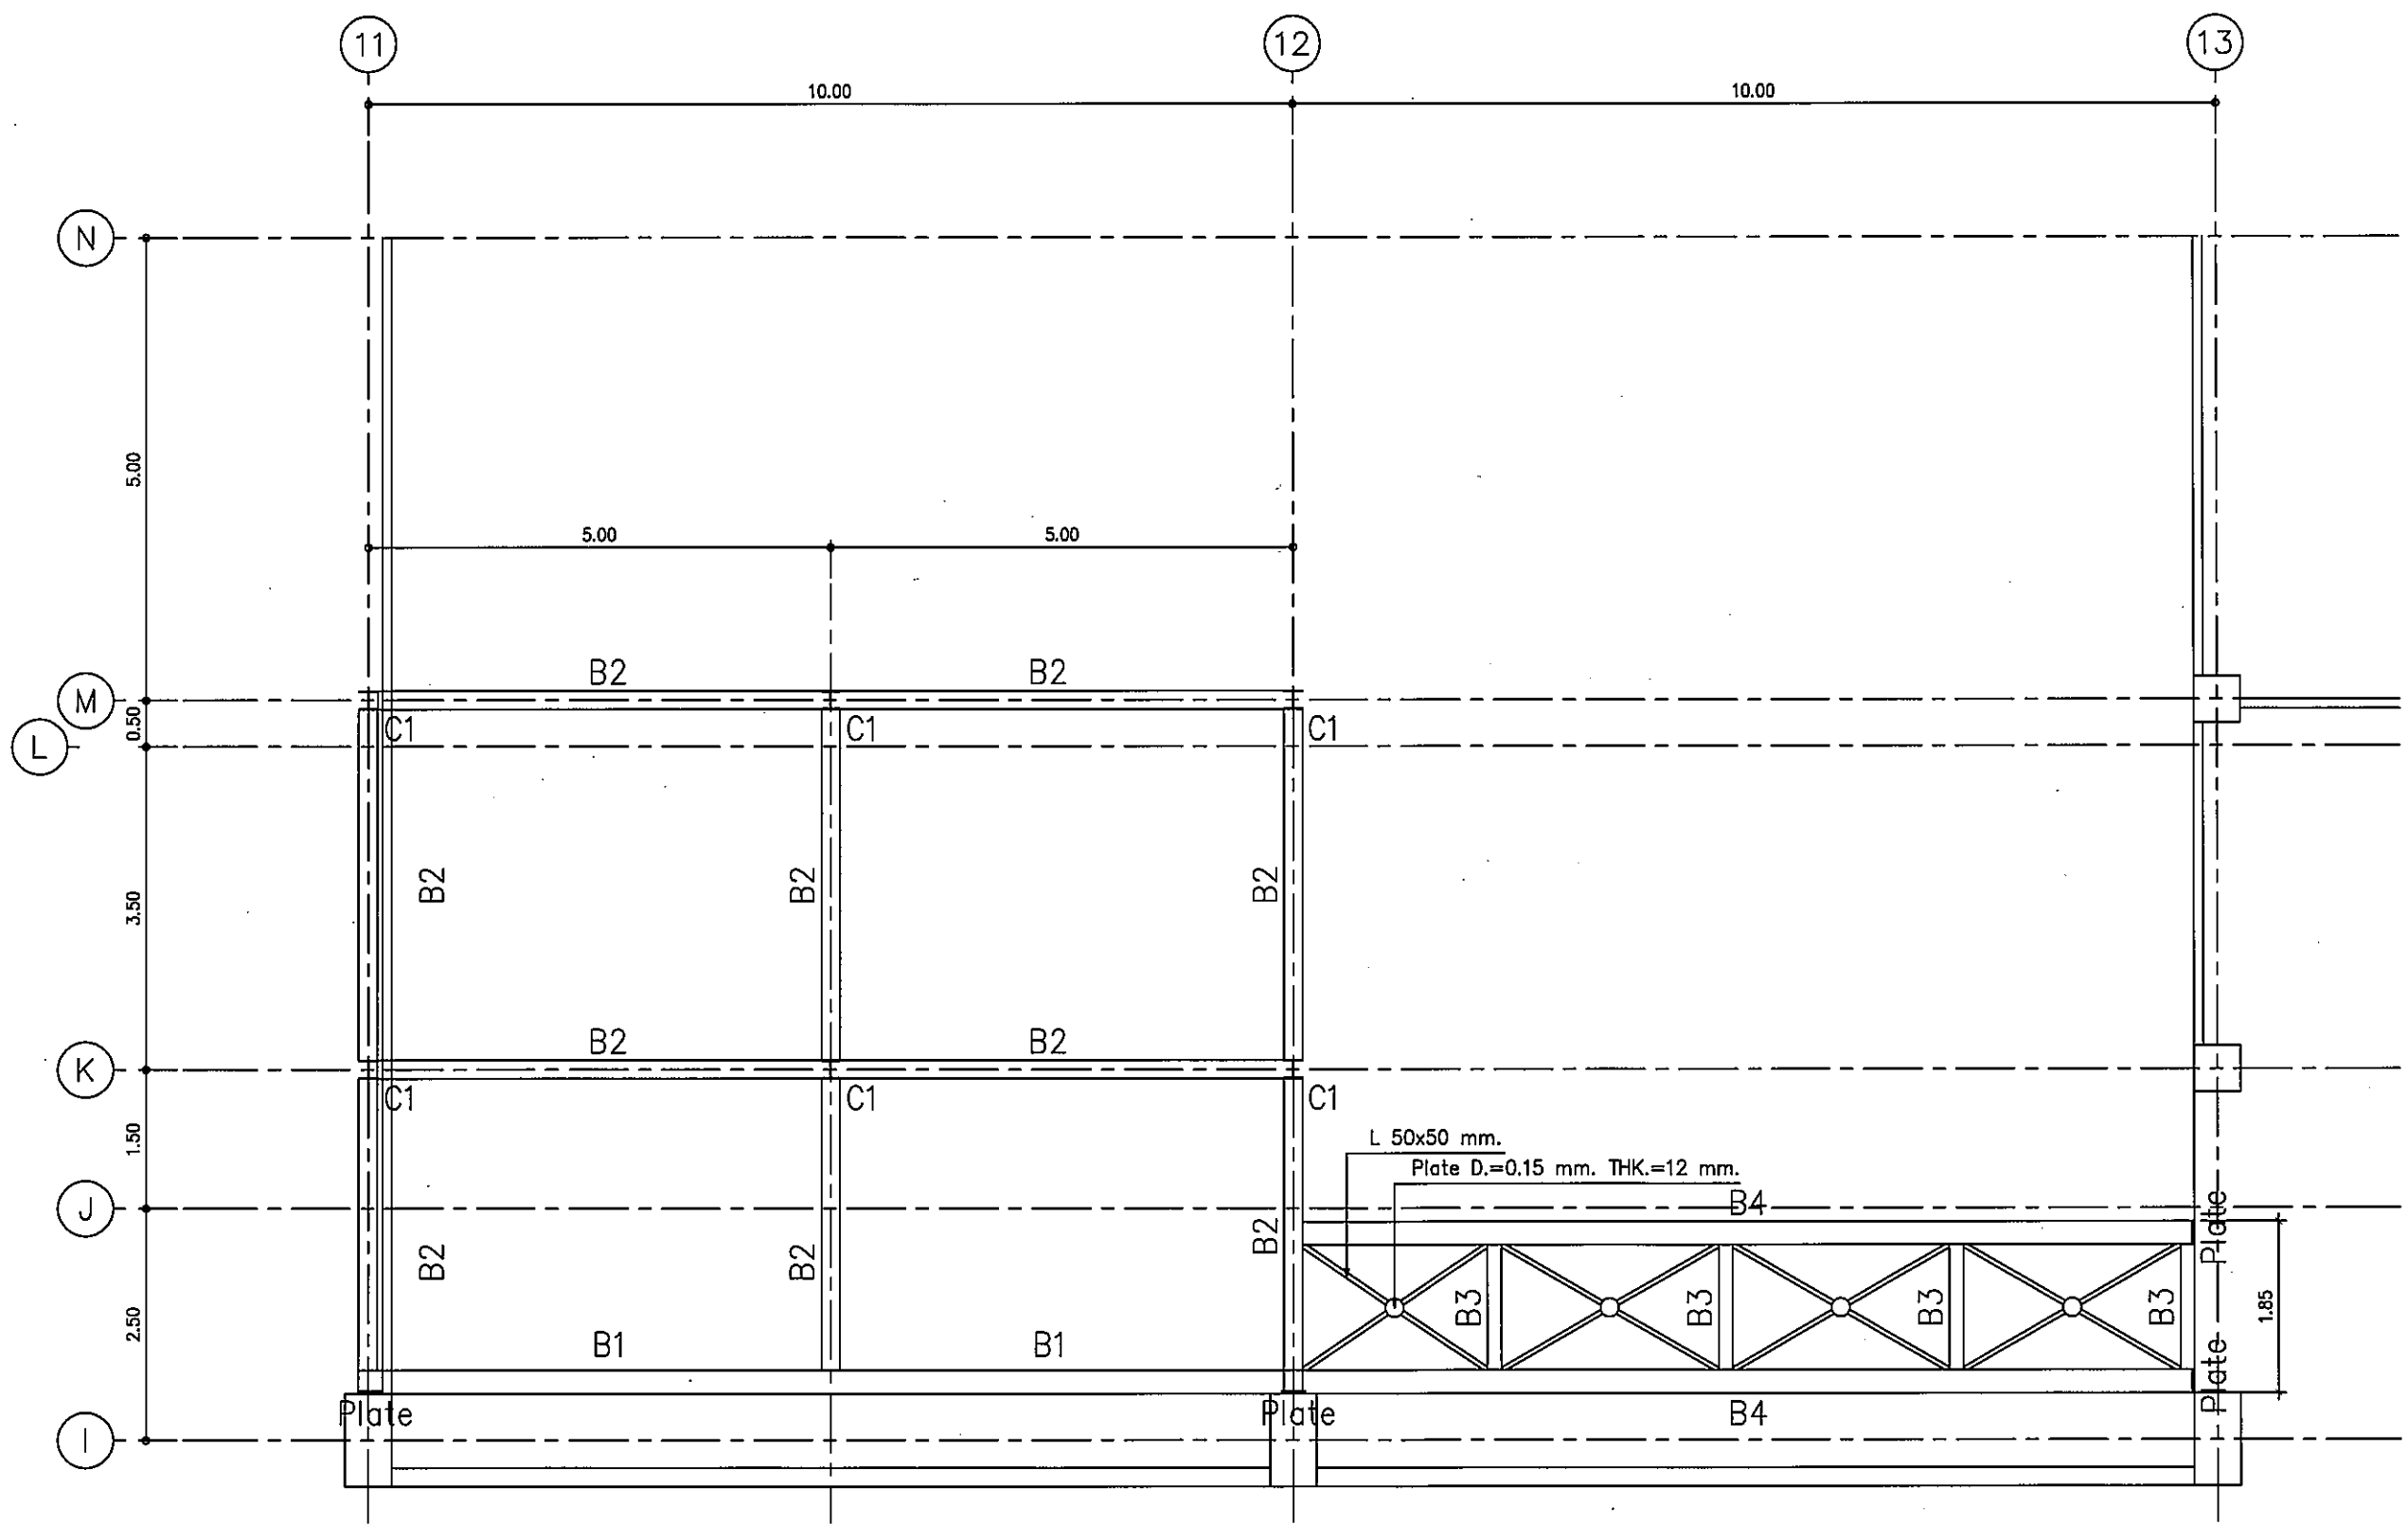 11
12
13
10.00
10.00
N
5.00
5.00
5.00
B2
B2
M
0.50
C1
C1
C1
L
B2
B2
B2
3.50
B2
B2
K
C1
C1
C1
1.50
L 50x50 mm.
Plate D.=0.15 mm. THK.=12 mm.
J
B4
Plate
B2
B2
B2
B3
B3
B3
B3
1.85
2.50
B1
B1
Plate
Plate
Plate
B4
I